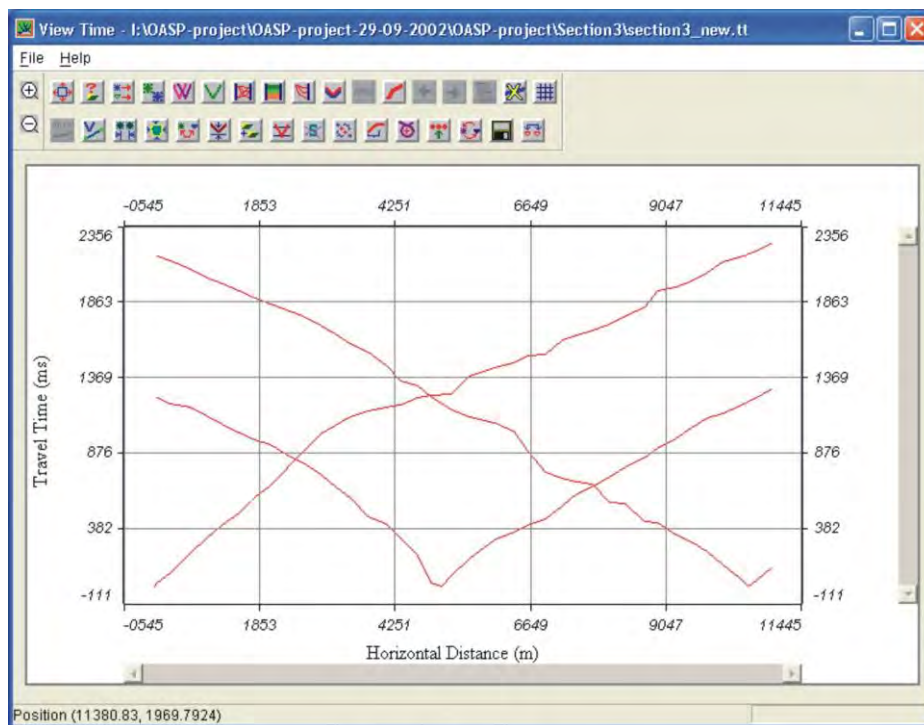 View Time - I:\OASP-project\OASP-project-29-09-2002\OASP-project\Section3\section3_new.tt
File Help
-0545 1853 4251 6649 9047 11445
2356 2356
1863 1863
1369 1369
876 876
382 382
-111 -111
Travel Time (ms)
-0545 1853 4251 6649 9047 11445
Horizontal Distance (m)
Position (11380.83, 1969.7924)